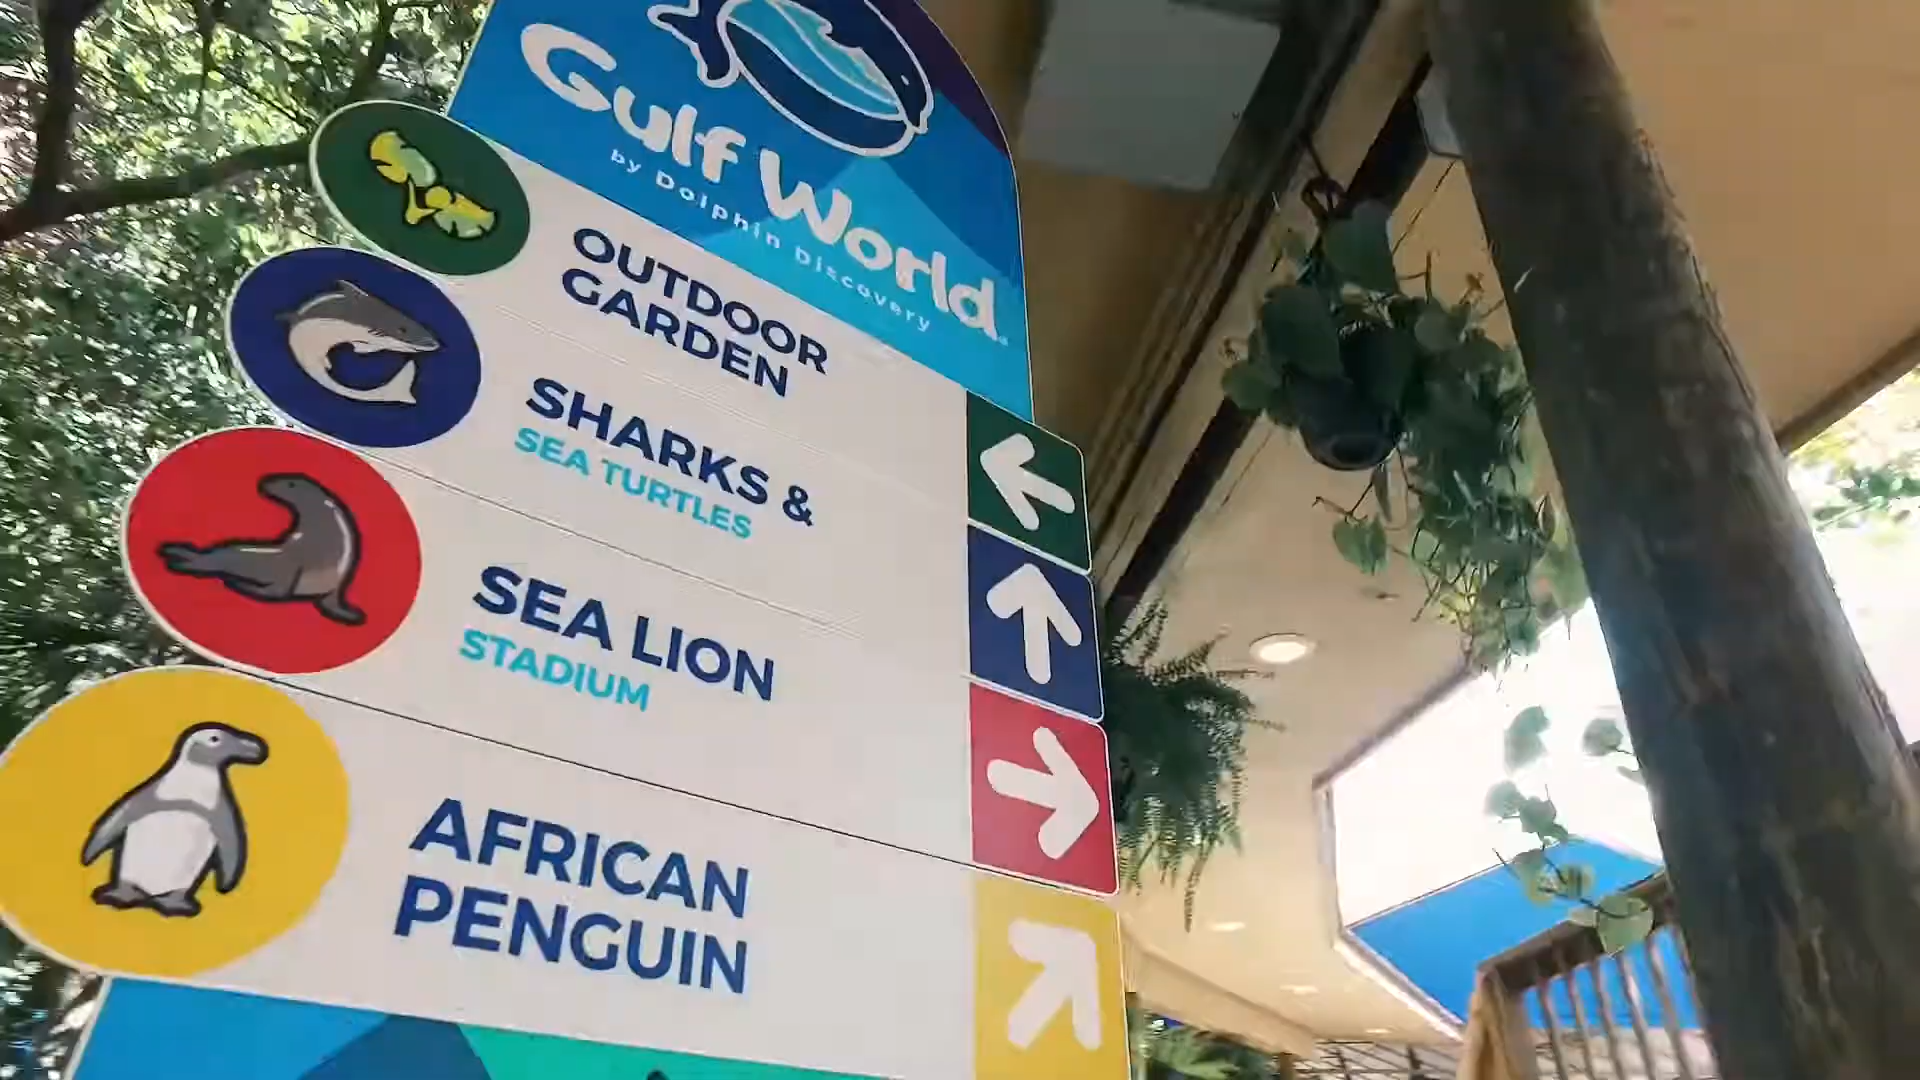 Gulf World
by Dolphin Discovery
OUTDOOR
GARDEN
SHARKS &
SEA TURTLES
SEA LION
STADIUM
AFRICAN
PENGUIN